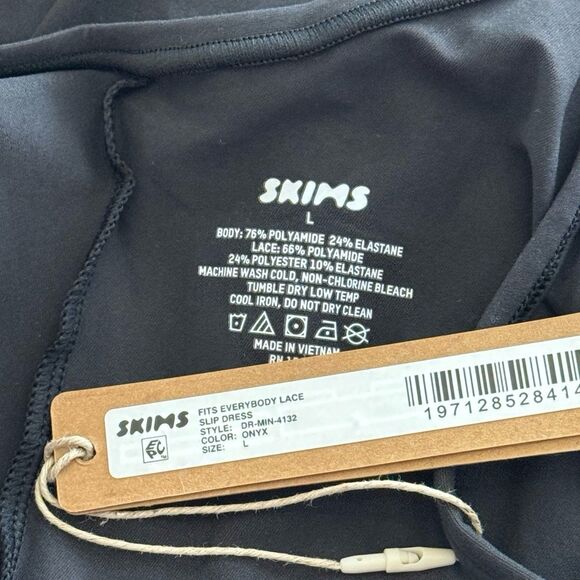 SKIMS
L
BODY: 76% POLYAMIDE 24% ELASTANE
LACE: 66% POLYAMIDE
24% POLYESTER 10% ELASTANE
MACHINE WASH COLD, NON-CHLORINE BLEACH
TUMBLE DRY LOW TEMP
COOL IRON, DO NOT DRY CLEAN
MADE IN VIETNAM
RN
SKIMS
FITS EVERYBODY LACE
SLIP DRESS
STYLE: DR-MIN-4132
COLOR: ONYX
SIZE: L
19712852841